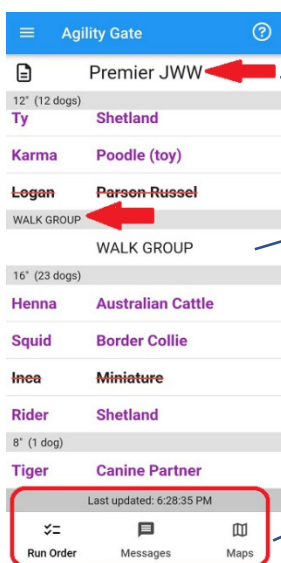 Agility Gate
Premier JWW
12" (12 dogs)
Ty Shetland
Karma Poodle (toy)
Logan Parson Russel
WALK GROUP
WALK GROUP
16" (23 dogs)
Henna Australian Cattle
Squid Border Collie
Inca Miniature
Rider Shetland
8" (1 dog)
Tiger Canine Partner
Last updated: 6:28:35 PM
Run Order Messages Maps